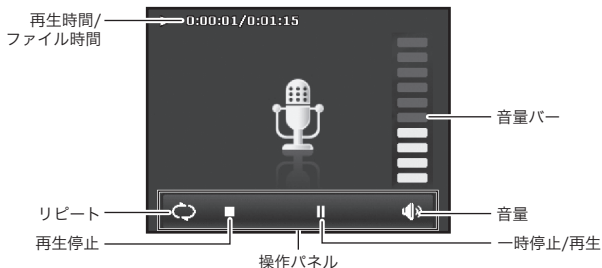 再生時間/
ファイル時間
0:00:01/0:01:15
音量バー
リピート
音量
再生停止
一時停止/再生
操作パネル